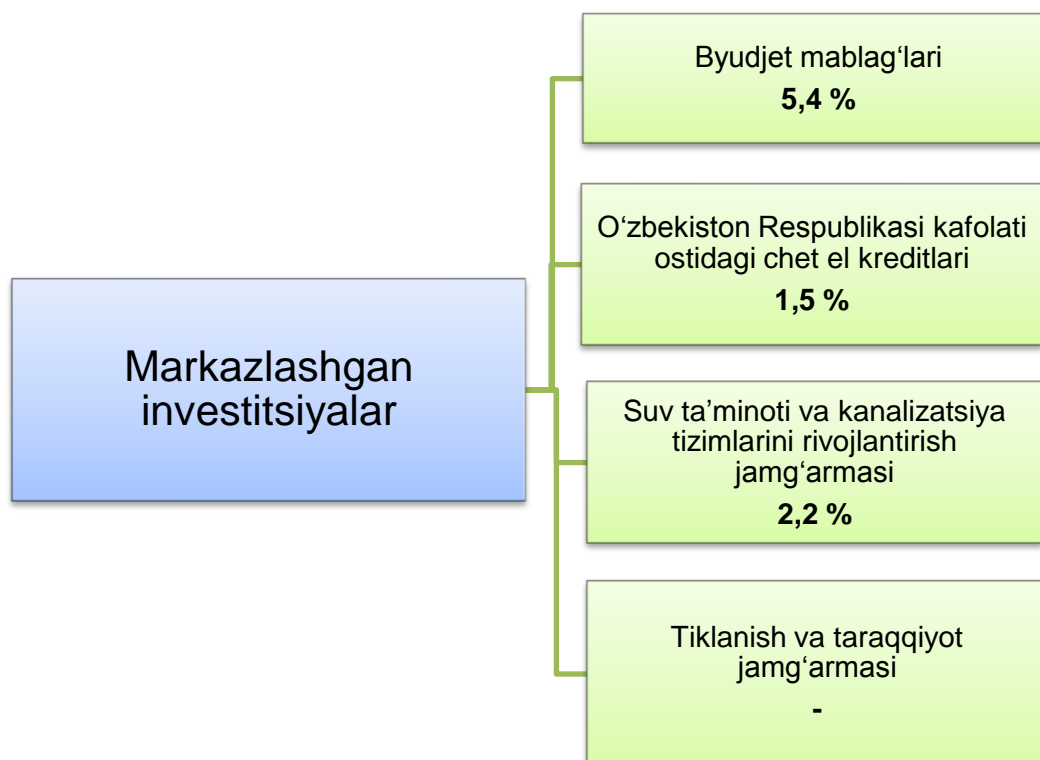 Byudjet mablag‘lari
5,4 %
O‘zbekiston Respublikasi kafolati
ostidagi chet el kreditlari
1,5 %
Markazlashgan
investitsiyalar
Suv ta’minoti va kanalizatsiya
tizimlarini rivojlantirish
jamg‘armasi
2,2 %
Tiklanish va taraqqiyot
jamg‘armasi
-